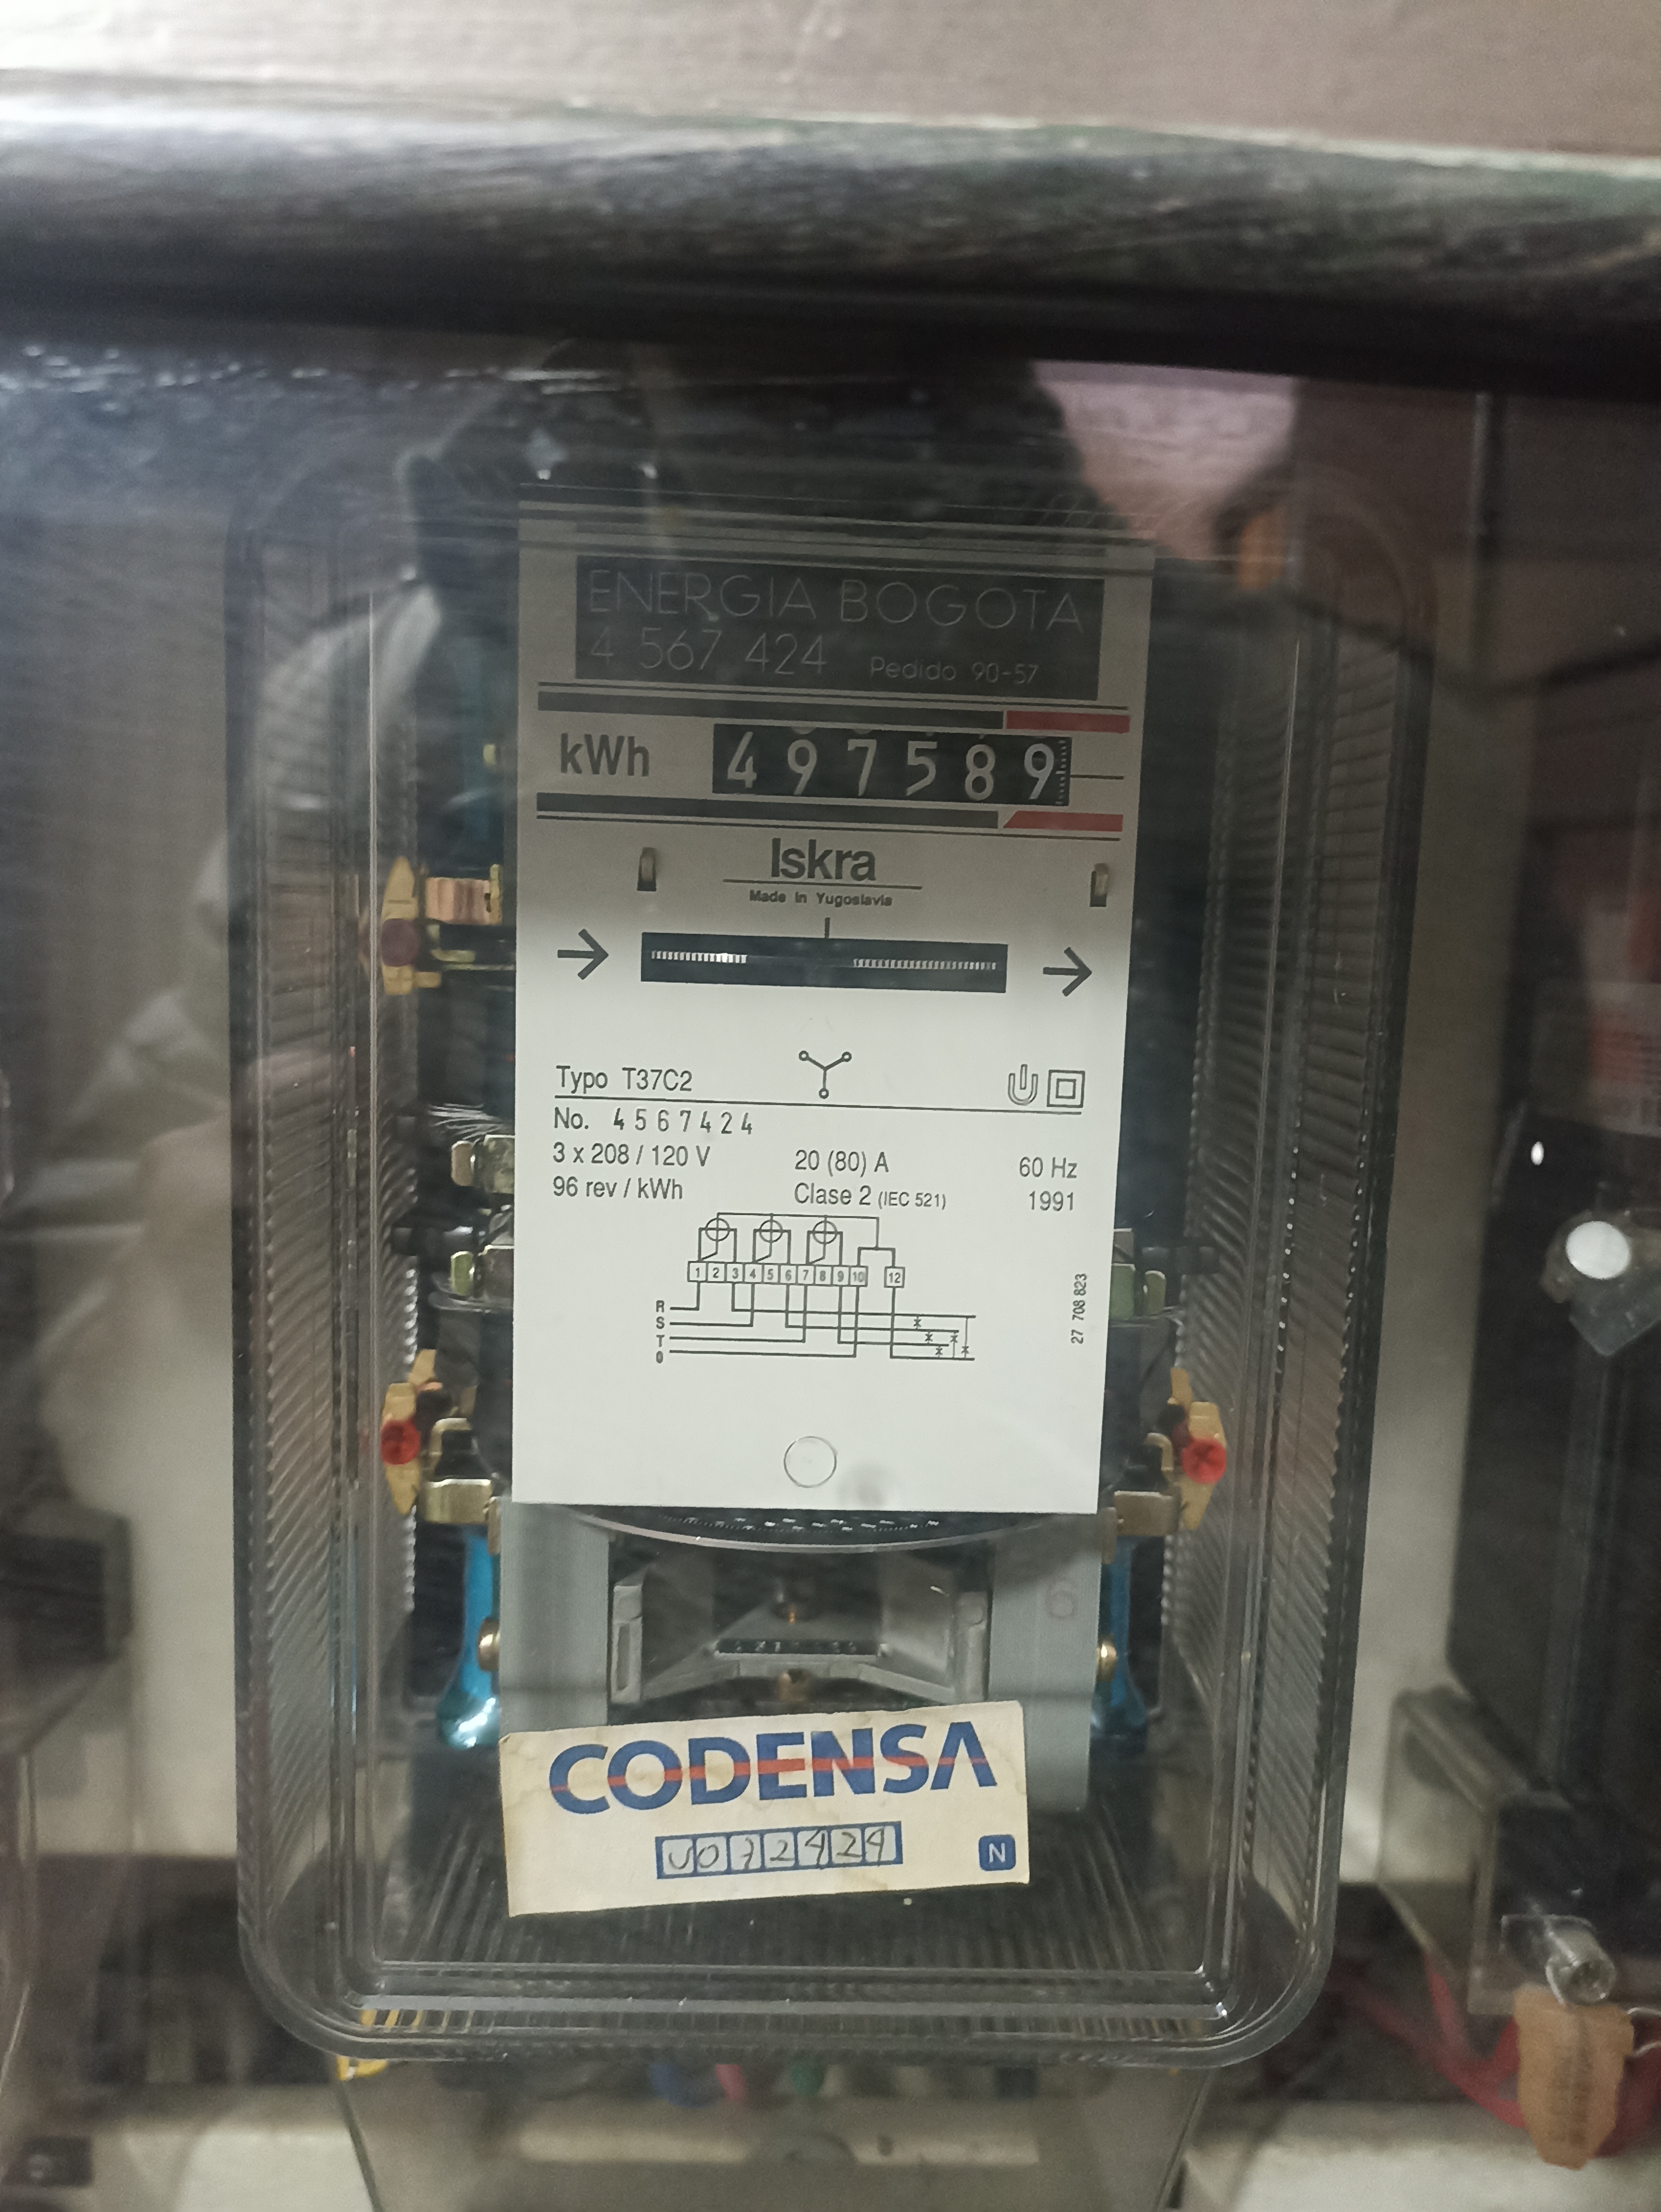 ENERGIA BOGOTA
4 567 424 Pedido 90-57
kWh 497589
Iskra
Made in Yugoslavia
Typo T37C2
No. 4567424
3 x 208 / 120 V 20 (80) A 60 Hz
96 rev / kWh Clase 2 (IEC 521) 1991
1 2 3 4 5 6 7 8 9 10 12
R
S
T
0
27 708 823
6
CODENSA
N